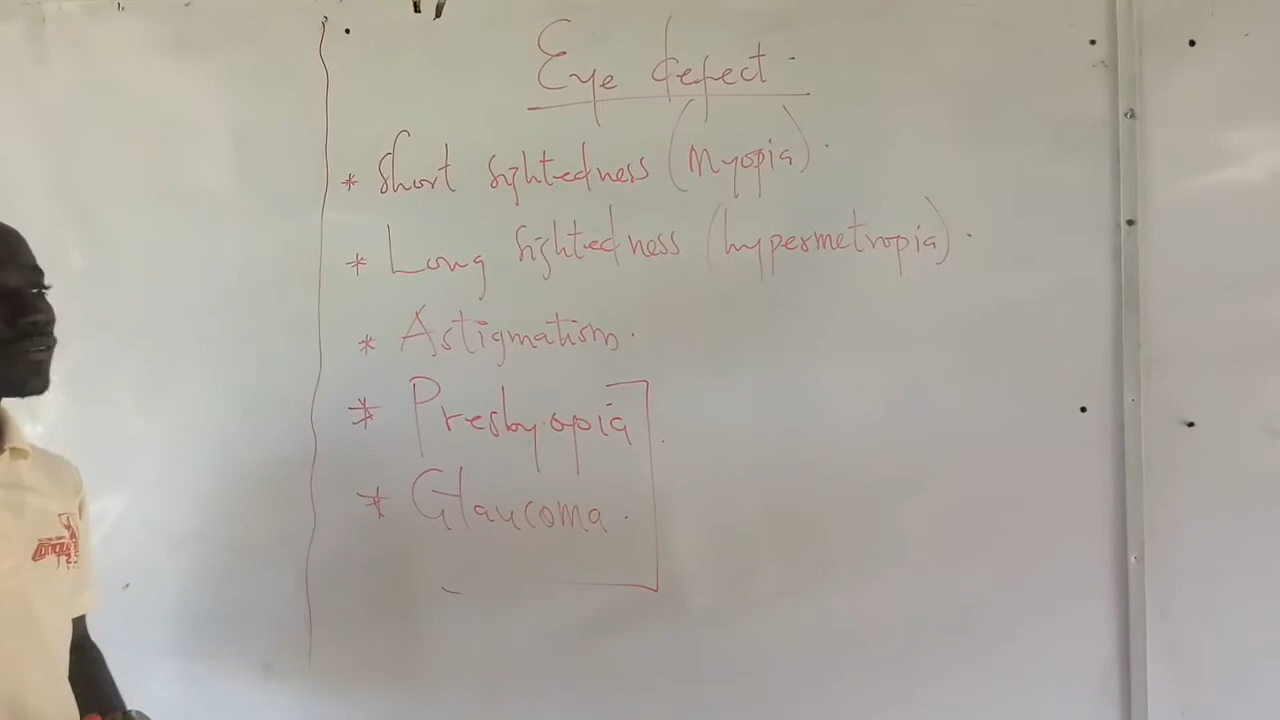 Eye defect.
* Short sightedness (Myopia).
* Long sightedness (hypermetropia).
* Astigmatism.
* Presbyopia
* Glaucoma.